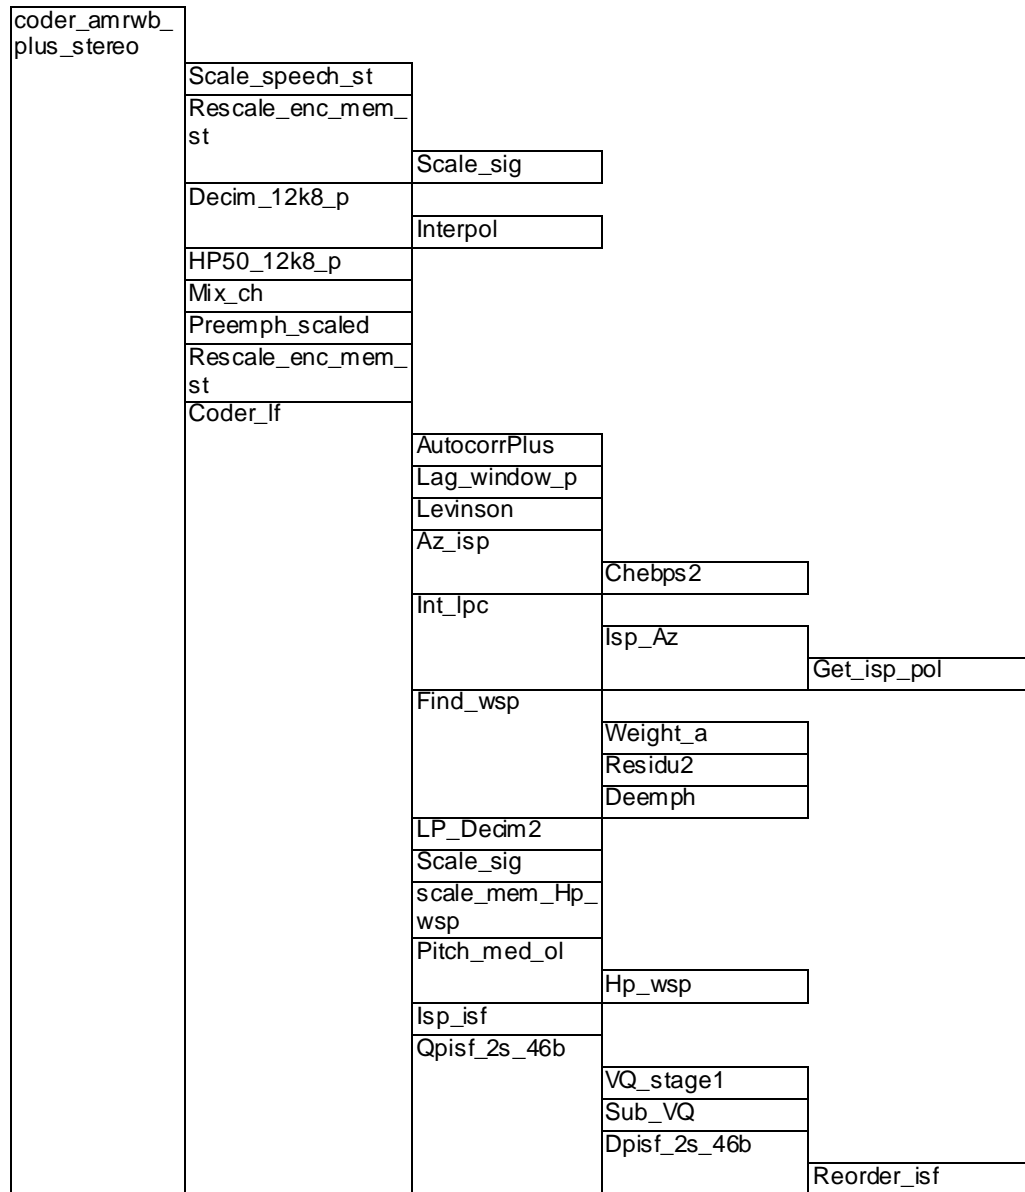 coder_amrwb_
plus_stereo
Scale_speech_st
Rescale_enc_mem_
st
Scale_sig
Decim_12k8_p
Interpol
HP50_12k8_p
Mix_ch
Preemph_scaled
Rescale_enc_mem_
st
Coder_lf
AutocorrPlus
Lag_window_p
Levinson
Az_isp
Chebps2
Int_lpc
Isp_Az
Get_isp_pol
Find_wsp
Weight_a
Residu2
Deemph
LP_Decim2
Scale_sig
scale_mem_Hp_
wsp
Pitch_med_ol
Hp_wsp
Isp_isf
Qpisf_2s_46b
VQ_stage1
Sub_VQ
Dpisf_2s_46b
Reorder_isf